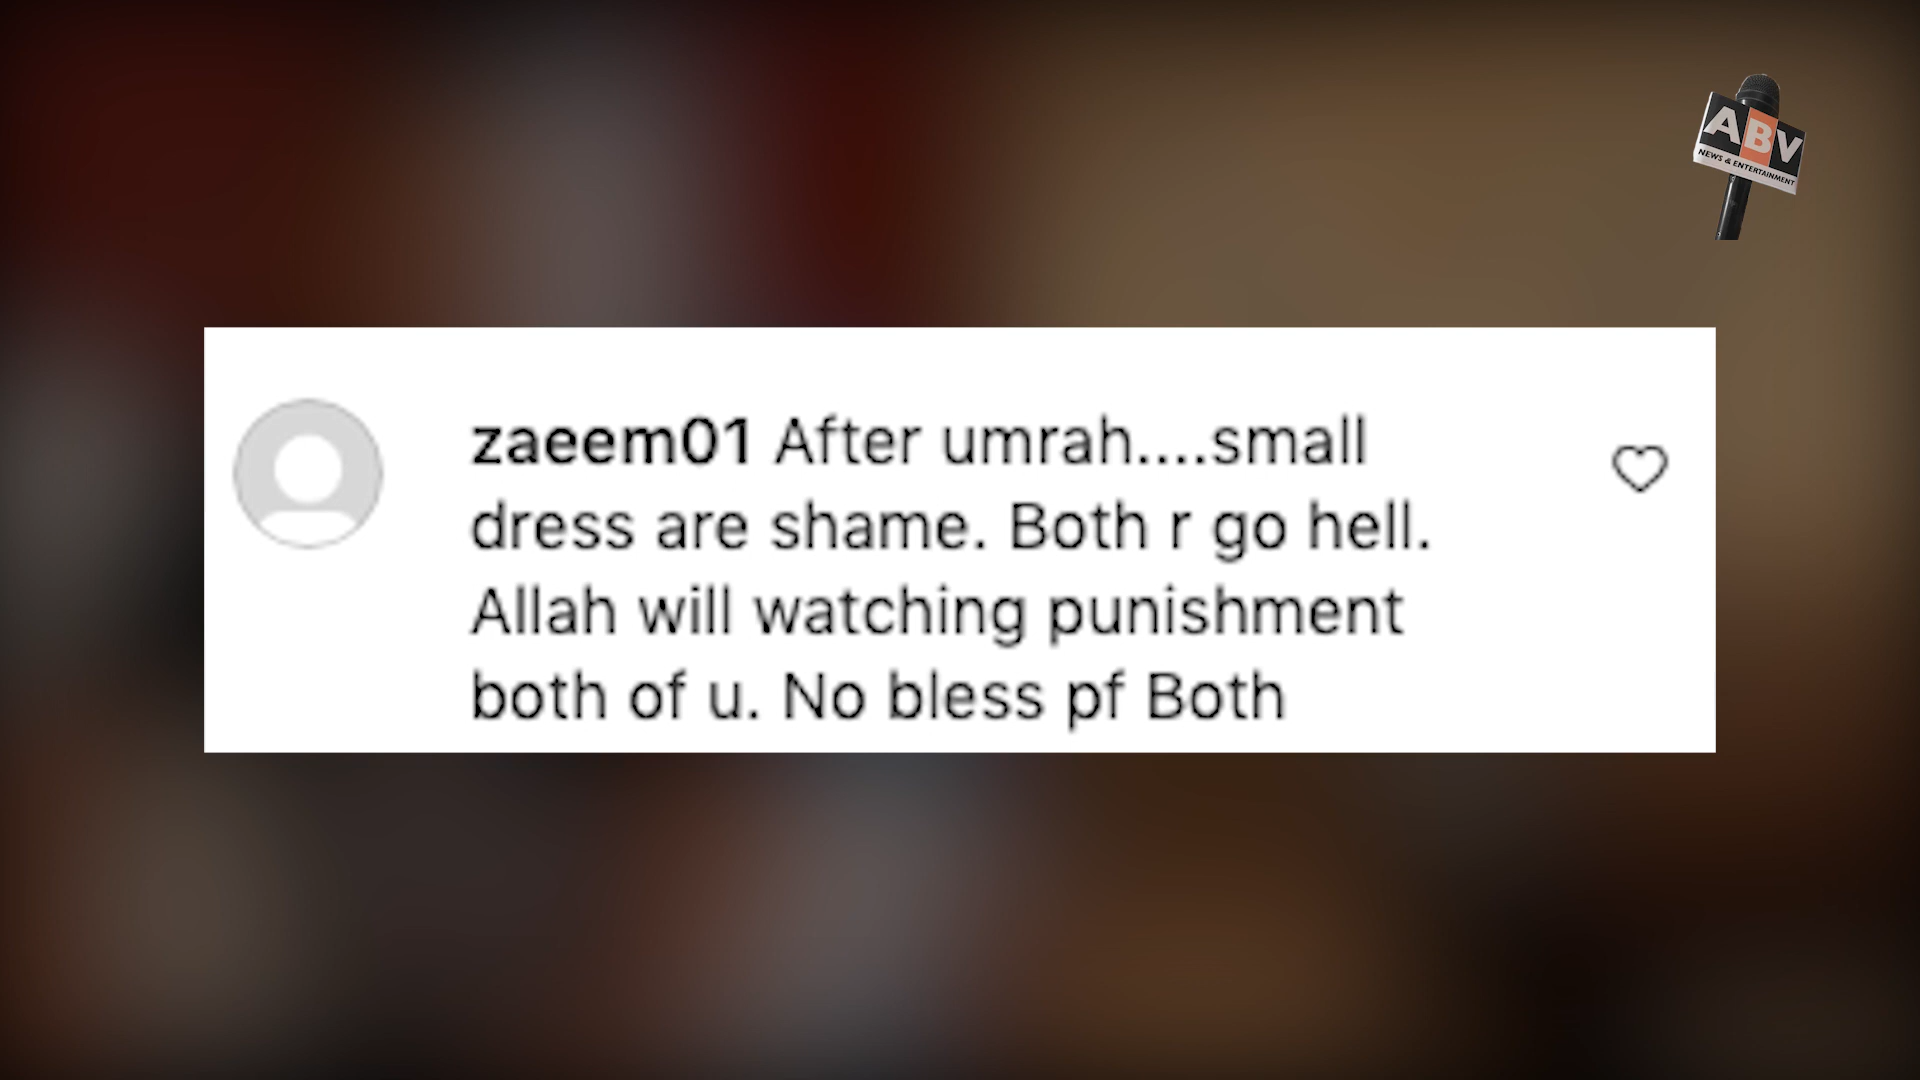 ABV
NEWS & ENTERTAINMENT
zaeem01 After umrah....small
dress are shame. Both r go hell.
Allah will watching punishment
both of u. No bless pf Both